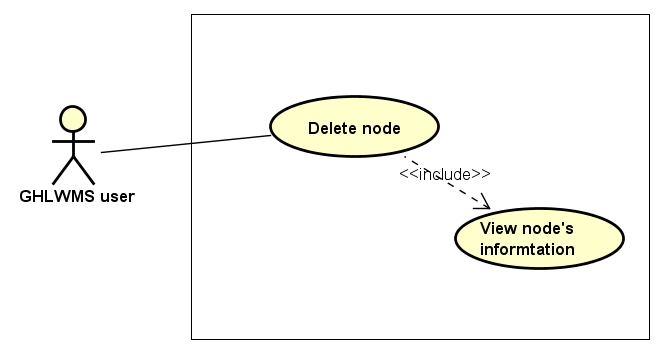 Delete node
<<include>>
GHLWMS user
View node's
informtation